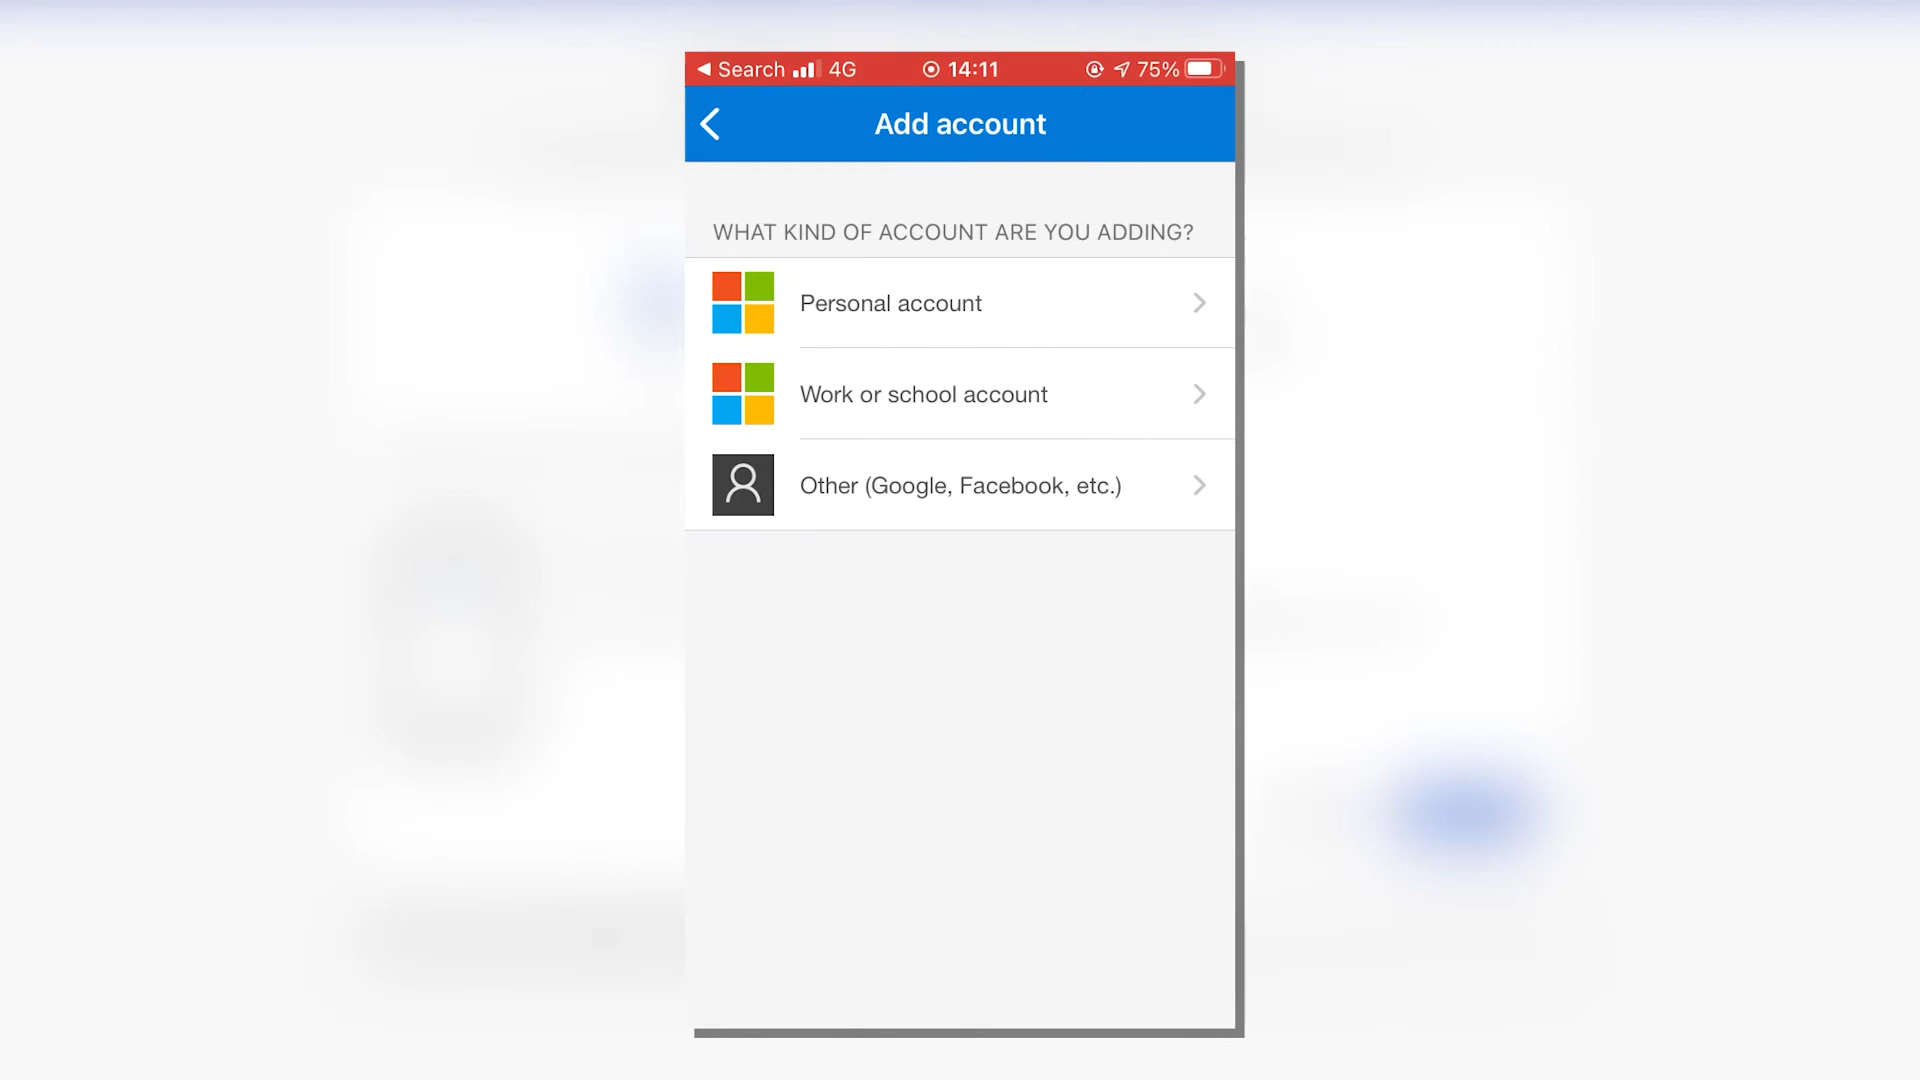 Search 4G 14:11 75%
Add account
WHAT KIND OF ACCOUNT ARE YOU ADDING?
Personal account
Work or school account
Other (Google, Facebook, etc.)